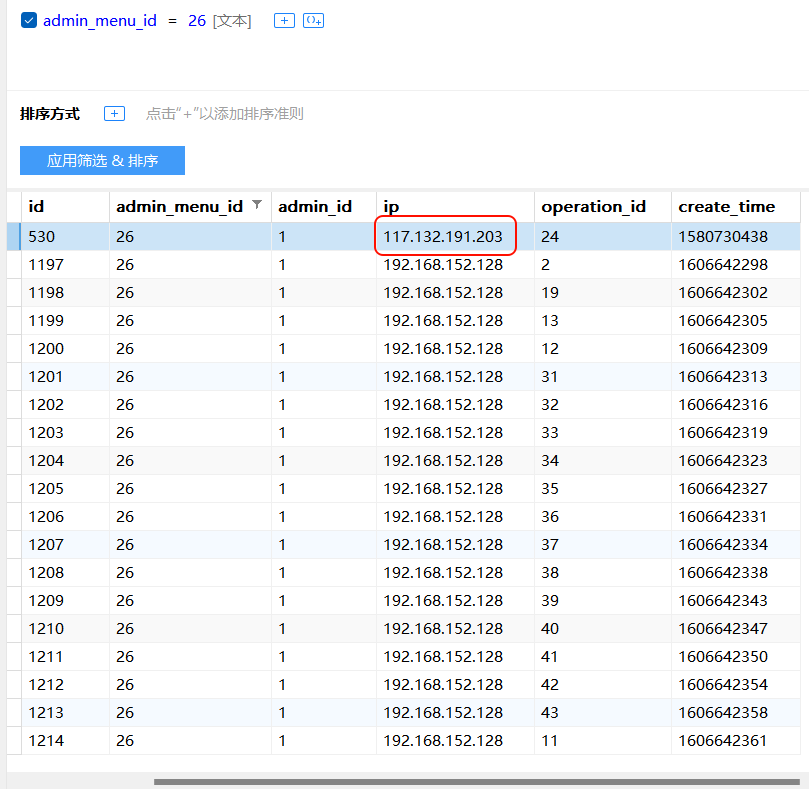 admin_menu_id = 26 [文本]
排序方式 点击“+”以添加排序准则
应用筛选 & 排序
id admin_menu_id admin_id ip operation_id create_time
530 26 1 117.132.191.203 24 1580730438
1197 26 1 192.168.152.128 2 1606642298
1198 26 1 192.168.152.128 19 1606642302
1199 26 1 192.168.152.128 13 1606642305
1200 26 1 192.168.152.128 12 1606642309
1201 26 1 192.168.152.128 31 1606642313
1202 26 1 192.168.152.128 32 1606642316
1203 26 1 192.168.152.128 33 1606642319
1204 26 1 192.168.152.128 34 1606642323
1205 26 1 192.168.152.128 35 1606642327
1206 26 1 192.168.152.128 36 1606642331
1207 26 1 192.168.152.128 37 1606642334
1208 26 1 192.168.152.128 38 1606642338
1209 26 1 192.168.152.128 39 1606642343
1210 26 1 192.168.152.128 40 1606642347
1211 26 1 192.168.152.128 41 1606642350
1212 26 1 192.168.152.128 42 1606642354
1213 26 1 192.168.152.128 43 1606642358
1214 26 1 192.168.152.128 11 1606642361